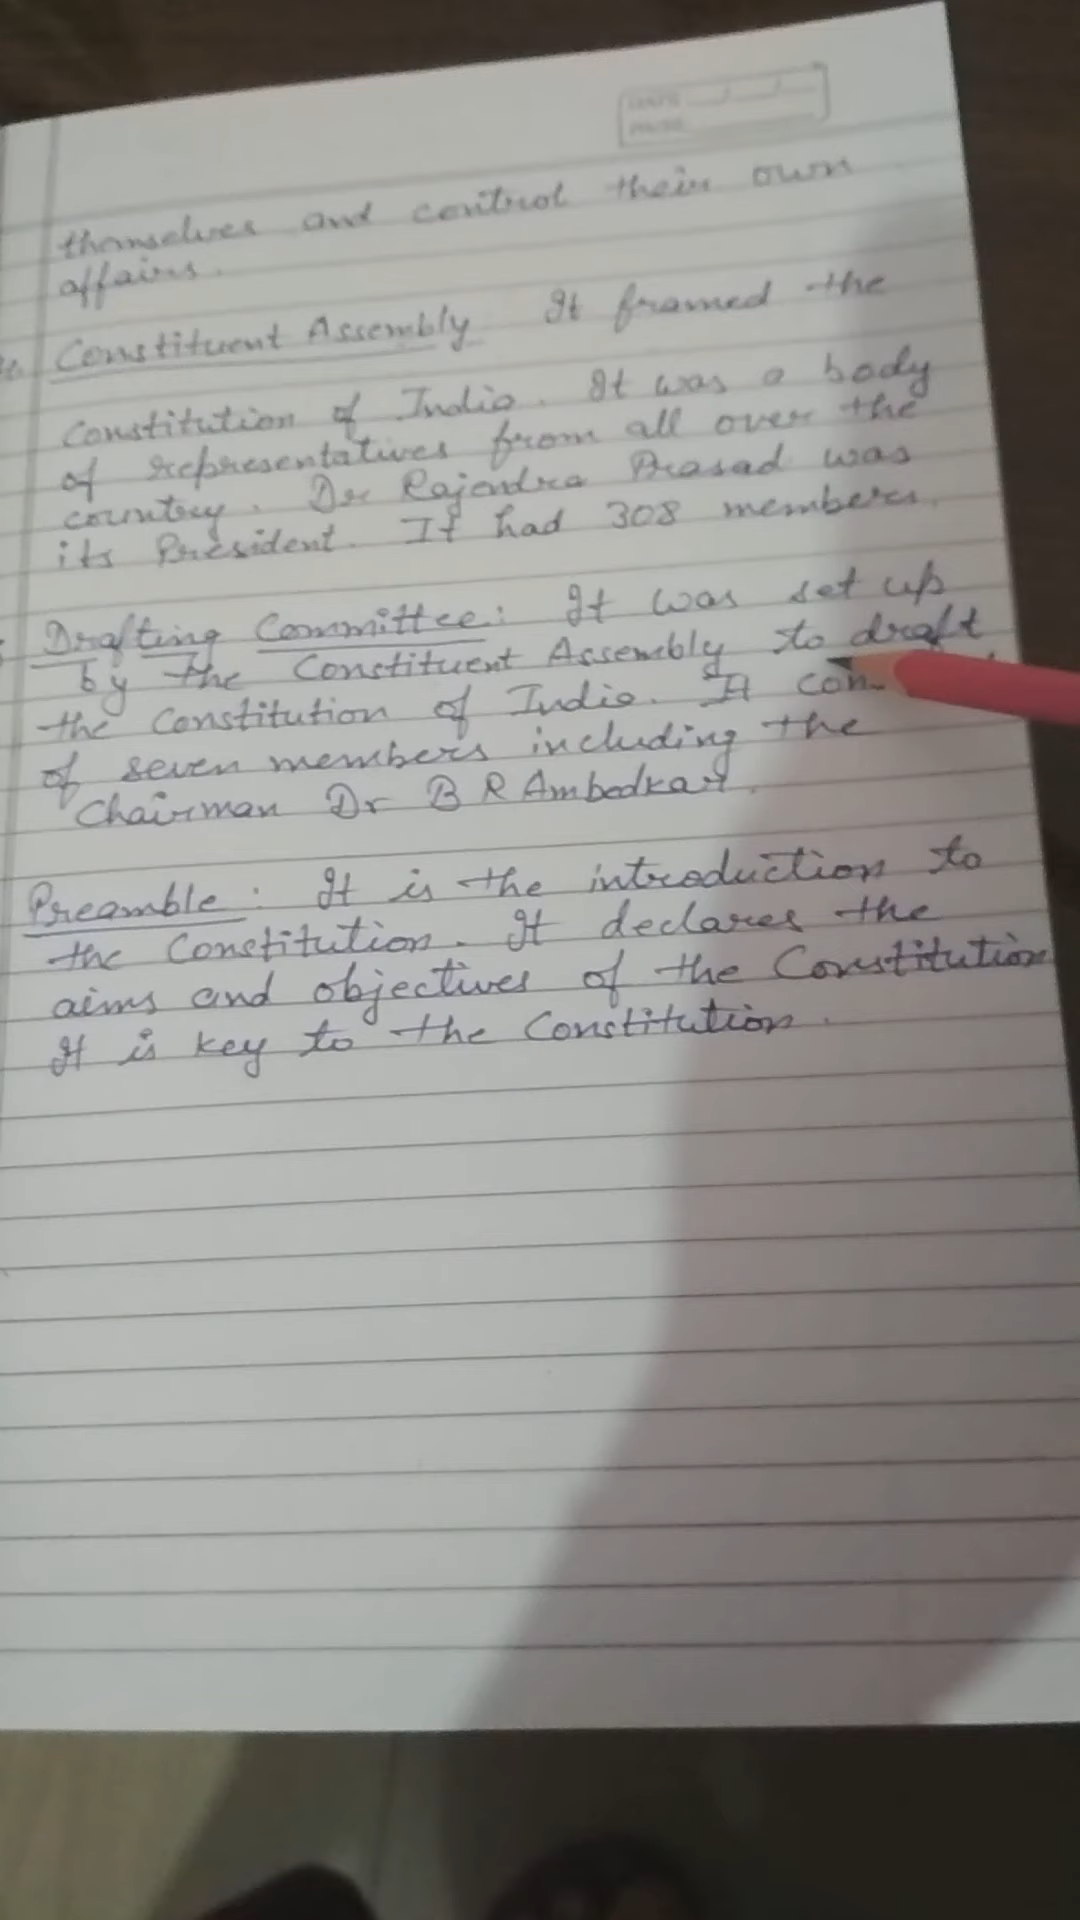 themselves and control their own
affairs.
Constituent Assembly It framed the
Constitution of India. It was a body
of representatives from all over the
country. Dr Rajendra Prasad was
its President. It had 308 members.
Drafting Committee: It was set up
by the Constituent Assembly to draft
the Constitution of India. It con
of seven members including the
Chairman Dr B R Ambedkar.
Preamble: It is the introduction to
the Constitution. It declares the
aims and objectives of the Constitution
It is key to the Constitution.